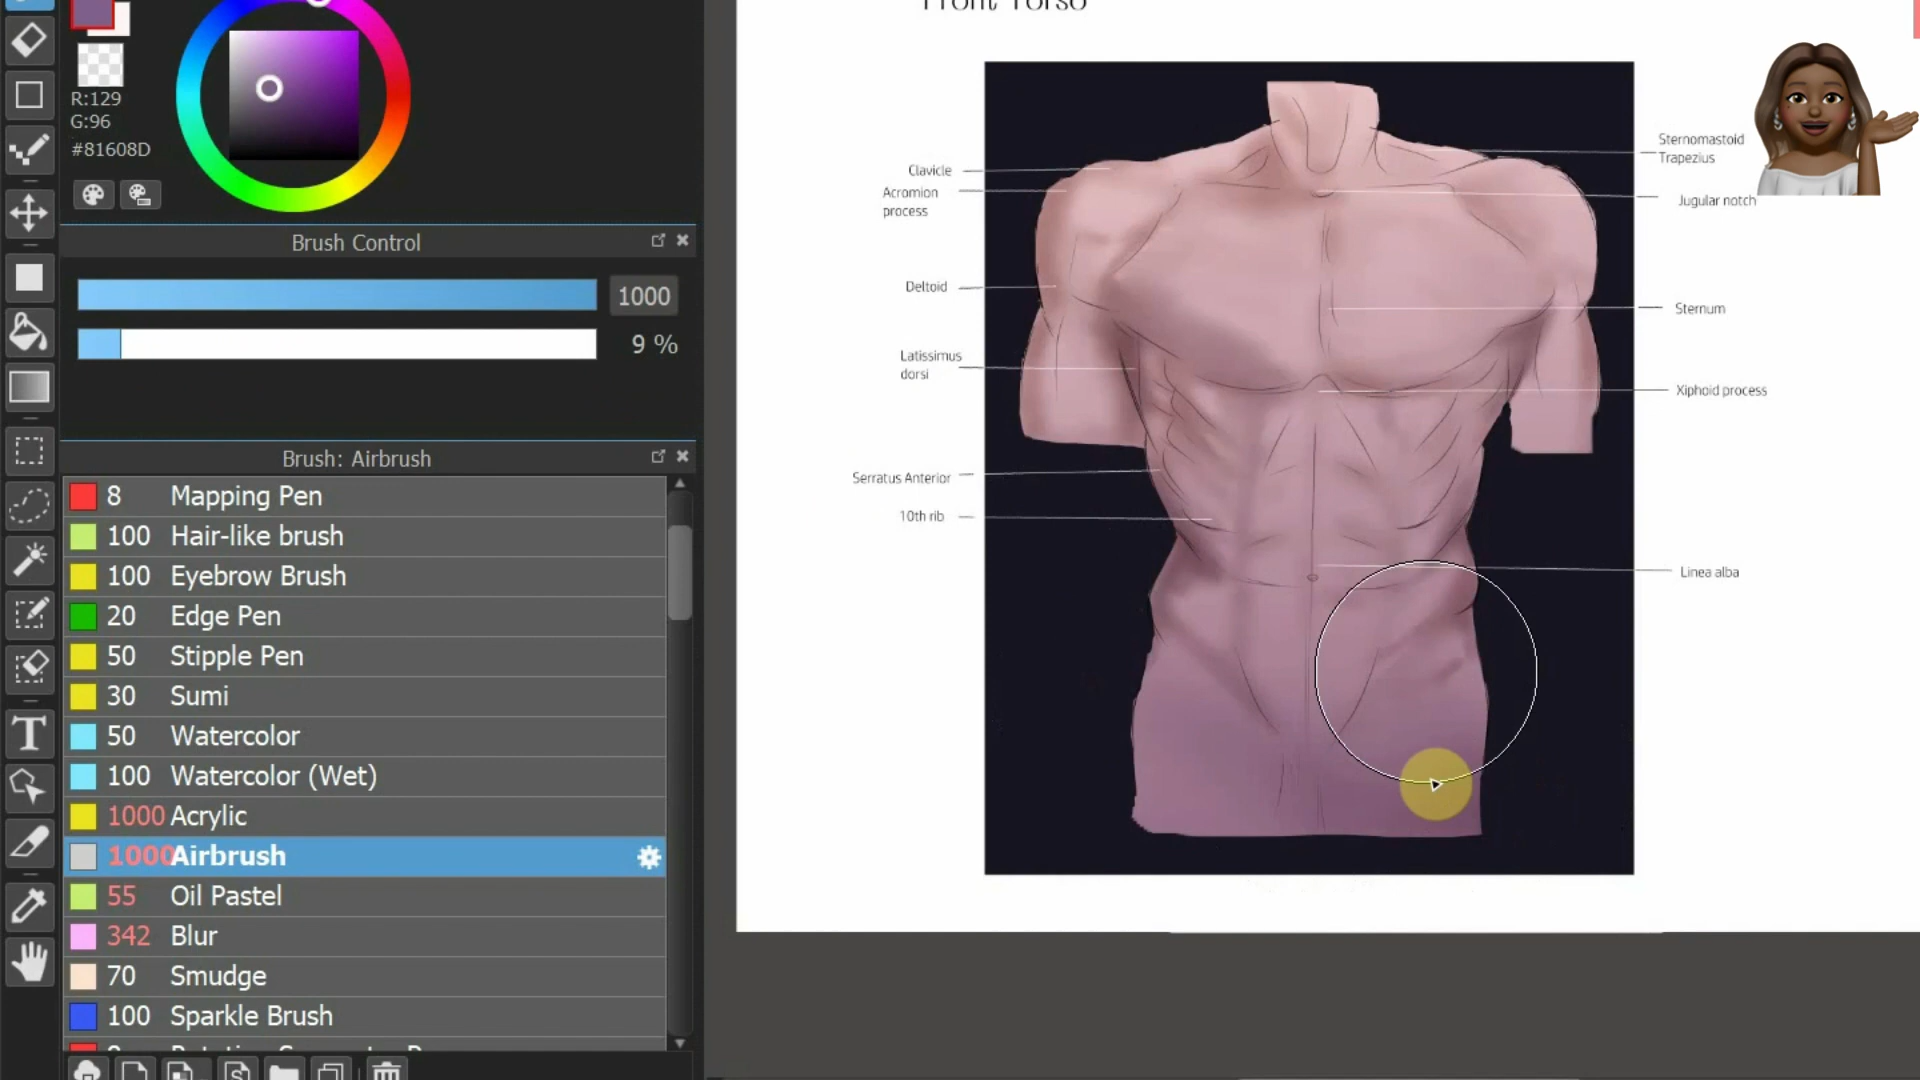 Front Torso
R:129
G:96
#81608D
Brush Control
1000
9 %
Brush: Airbrush
8 Mapping Pen
100 Hair-like brush
100 Eyebrow Brush
20 Edge Pen
50 Stipple Pen
30 Sumi
50 Watercolor
100 Watercolor (Wet)
1000 Acrylic
1000 Airbrush
55 Oil Pastel
342 Blur
70 Smudge
100 Sparkle Brush
Clavicle
Acromion
process
Deltoid
Latissimus
dorsi
Serratus Anterior
10th rib
Sternomastoid
Trapezius
Jugular notch
Sternum
Xiphoid process
Linea alba